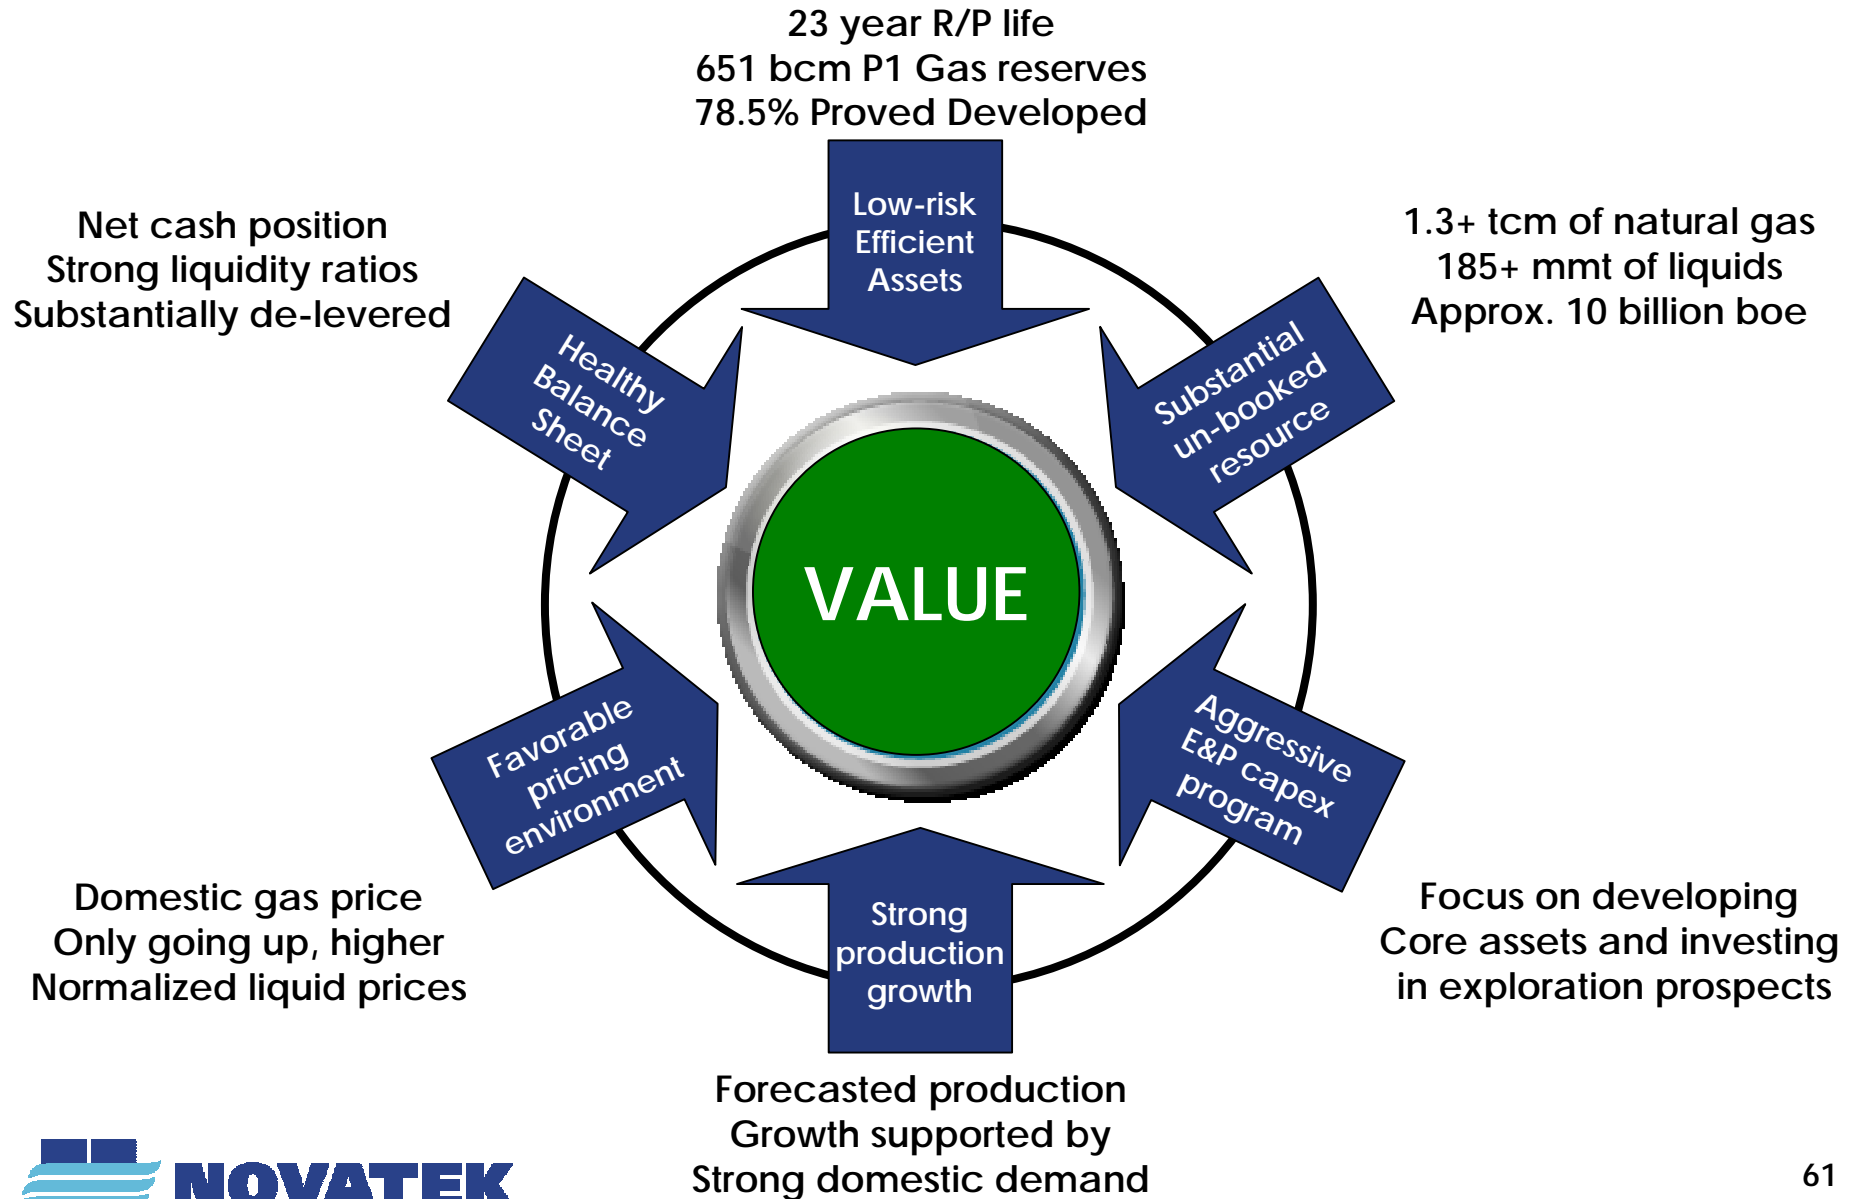 23 year R/P life
651 bcm P1 Gas reserves
78.5% Proved Developed
Low-risk
Efficient
Assets
Net cash position
Strong liquidity ratios
Substantially de-levered
Healthy
Balance
Sheet
1.3+ tcm of natural gas
185+ mmt of liquids
Approx. 10 billion boe
Substantial
un-booked
resource
VALUE
Favorable
pricing
environment
Domestic gas price
Only going up, higher
Normalized liquid prices
Aggressive
E&P capex
program
Focus on developing
Core assets and investing
in exploration prospects
Strong
production
growth
Forecasted production
Growth supported by
Strong domestic demand
NOVATEK
61